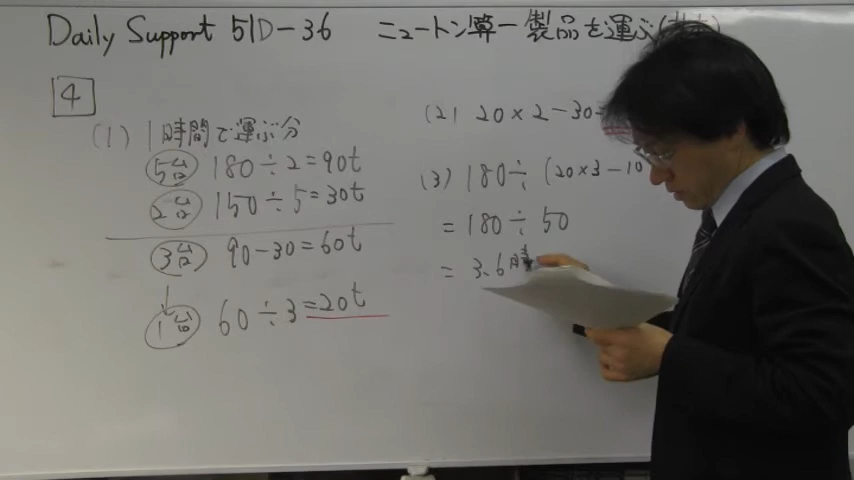 Daily Support 51D-36 ニュートン算ー製品を運ぶ
4
(1) 1時間で運ぶ分
5台 180÷2=90t
2台 150÷5=30t
3台 90-30=60t
↓
1台 60÷3=20t
(2) 20×2-30
(3) 180÷(20×3-10
=180÷50
=3.6時